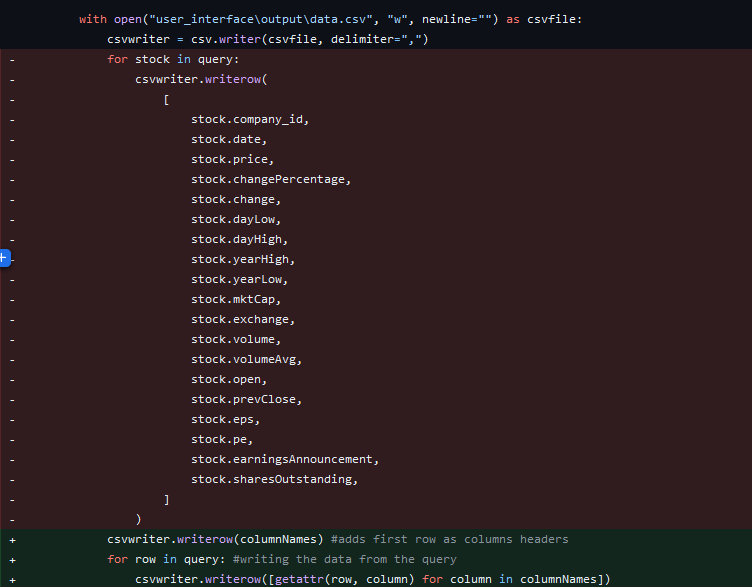 with open("user_interface\output\data.csv", "w", newline="") as csvfile:
csvwriter = csv.writer(csvfile, delimiter=",")
- for stock in query:
- csvwriter.writerow(
- [
- stock.company_id,
- stock.date,
- stock.price,
- stock.changePercentage,
- stock.change,
- stock.dayLow,
- stock.dayHigh,
+ - stock.yearHigh,
- stock.yearLow,
- stock.mktCap,
- stock.exchange,
- stock.volume,
- stock.volumeAvg,
- stock.open,
- stock.prevClose,
- stock.eps,
- stock.pe,
- stock.earningsAnnouncement,
- stock.sharesOutstanding,
- ]
- )
+ csvwriter.writerow(columnNames) #adds first row as columns headers
+ for row in query: #writing the data from the query
+ csvwriter.writerow([getattr(row, column) for column in columnNames])